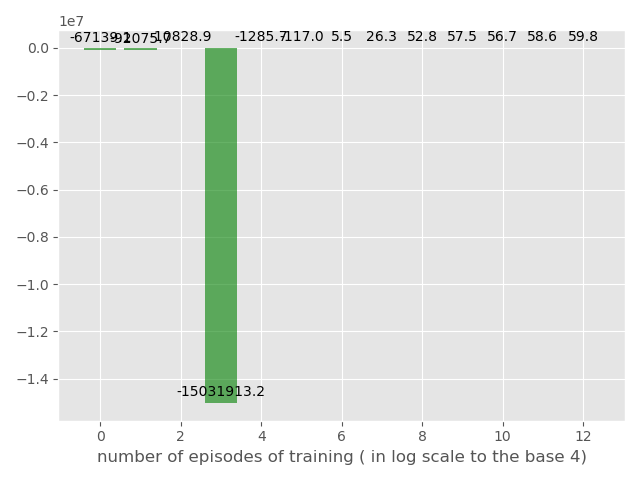 1e7
-10828.9 -1285.7 -117.0 5.5 26.3 52.8 57.5 56.7 58.6 59.8
0.0
−0.2
−0.4
−0.6
−0.8
−1.0
−1.2
−1.4
-15031913.2
0 2 4 6 8 10 12
number of episodes of training ( in log scale to the base 4)